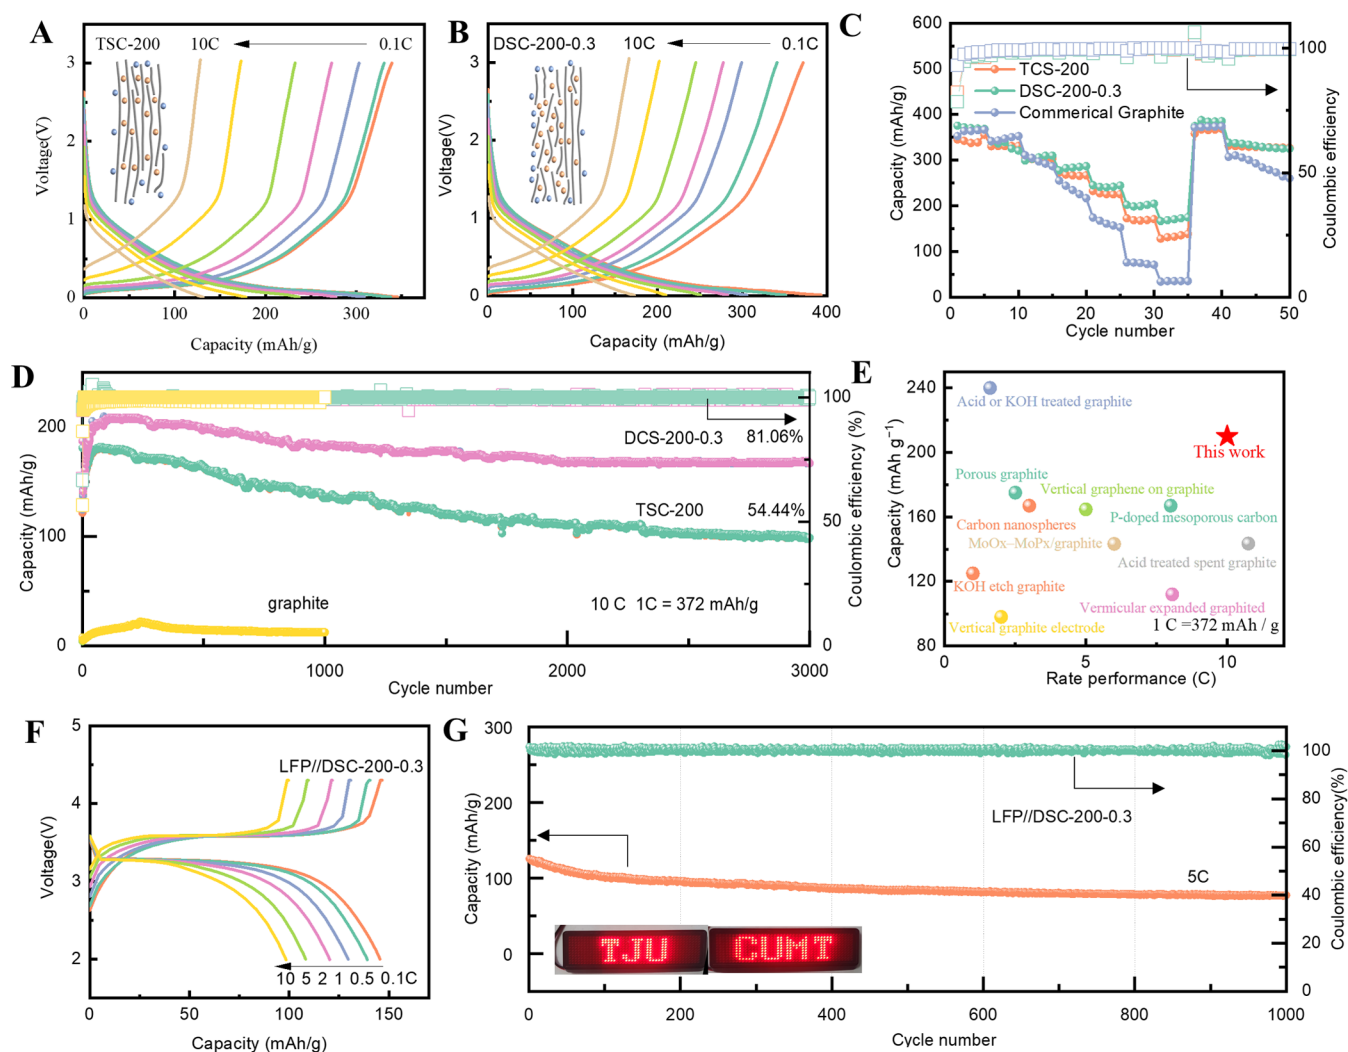 A
TSC-200
10C
0.1C
3
2
1
0
Voltage(V)
0
100
200
300
Capacity (mAh/g)
B
DSC-200-0.3
10C
0.1C
3
2
1
0
Voltage(V)
0
50
100
150
200
250
300
350
400
Capacity (mAh/g)
C
600
500
400
300
200
100
0
Capacity (mAh/g)
TCS-200
DSC-200-0.3
Commerical Graphite
100
50
0
Coulombic efficiency
0
10
20
30
40
50
Cycle number
D
200
100
0
Capacity (mAh/g)
DCS-200-0.3 81.06%
TSC-200 54.44%
graphite
10 C 1C = 372 mAh/g
100
50
0
Coulombic efficiency (%)
0
1000
2000
3000
Cycle number
E
240
200
160
120
80
Capacity (mAh g⁻¹)
Acid or KOH treated graphite
This work
Porous graphite
Vertical graphene on graphite
Carbon nanospheres
P-doped mesoporous carbon
MoOx–MoPx/graphite
Acid treated spent graphite
KOH etch graphite
Vermicular expanded graphited
Vertical graphite electrode
1 C =372 mAh / g
0
5
10
Rate performance (C)
F
5
4
3
2
Voltage(V)
LFP//DSC-200-0.3
10 5 2 1 0.5 0.1C
0
50
100
150
Capacity (mAh/g)
G
300
200
150
100
50
0
Capacity (mAh/g)
LFP//DSC-200-0.3
5C
TJU
CUMT
100
80
60
40
20
0
Coulombic efficiency(%)
0
200
400
600
800
1000
Cycle number